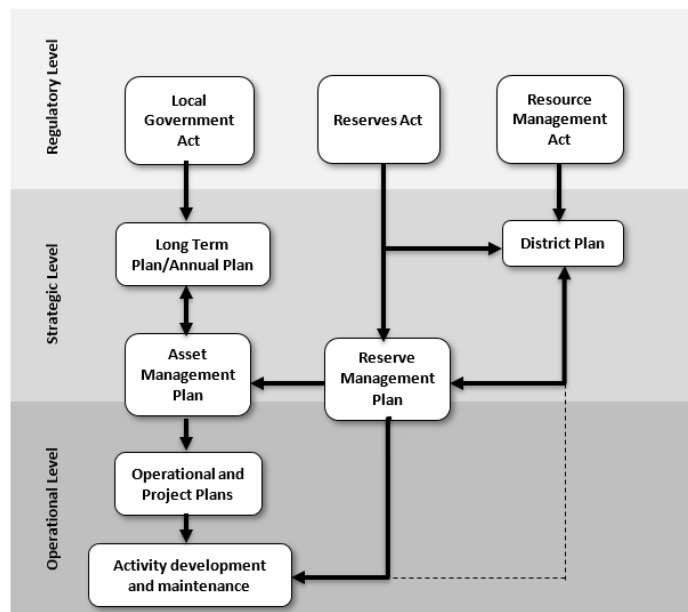 Regulatory Level
Local
Government
Act
Reserves Act
Resource
Management
Act
Strategic Level
Long Term
Plan/Annual Plan
District Plan
Asset
Management
Plan
Reserve
Management
Plan
Operational Level
Operational and
Project Plans
Activity development
and maintenance